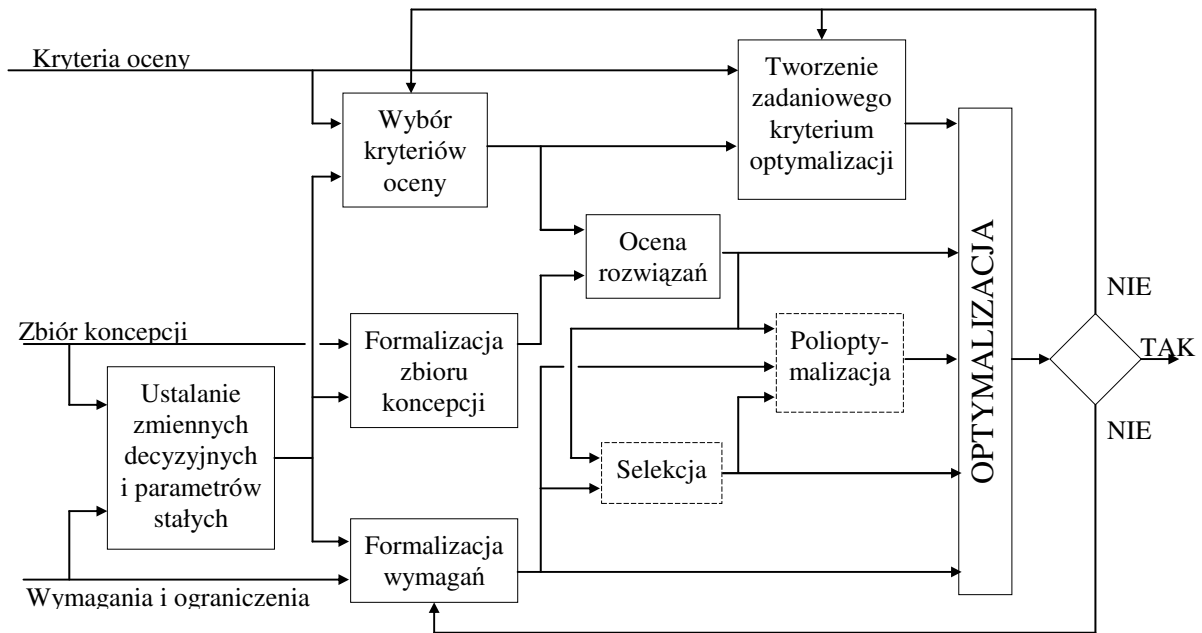 Kryteria oceny
Tworzenie
zadaniowego
kryterium
optymalizacji
Wybór
kryteriów
oceny
Ocena
rozwiązań
NIE
Zbiór koncepcji
Formalizacja
zbioru
koncepcji
Poliopty-
malizacja
OPTYMALIZACJA
TAK
Ustalanie
zmiennych
decyzyjnych
i parametrów
stałych
NIE
Selekcja
Formalizacja
wymagań
Wymagania i ograniczenia